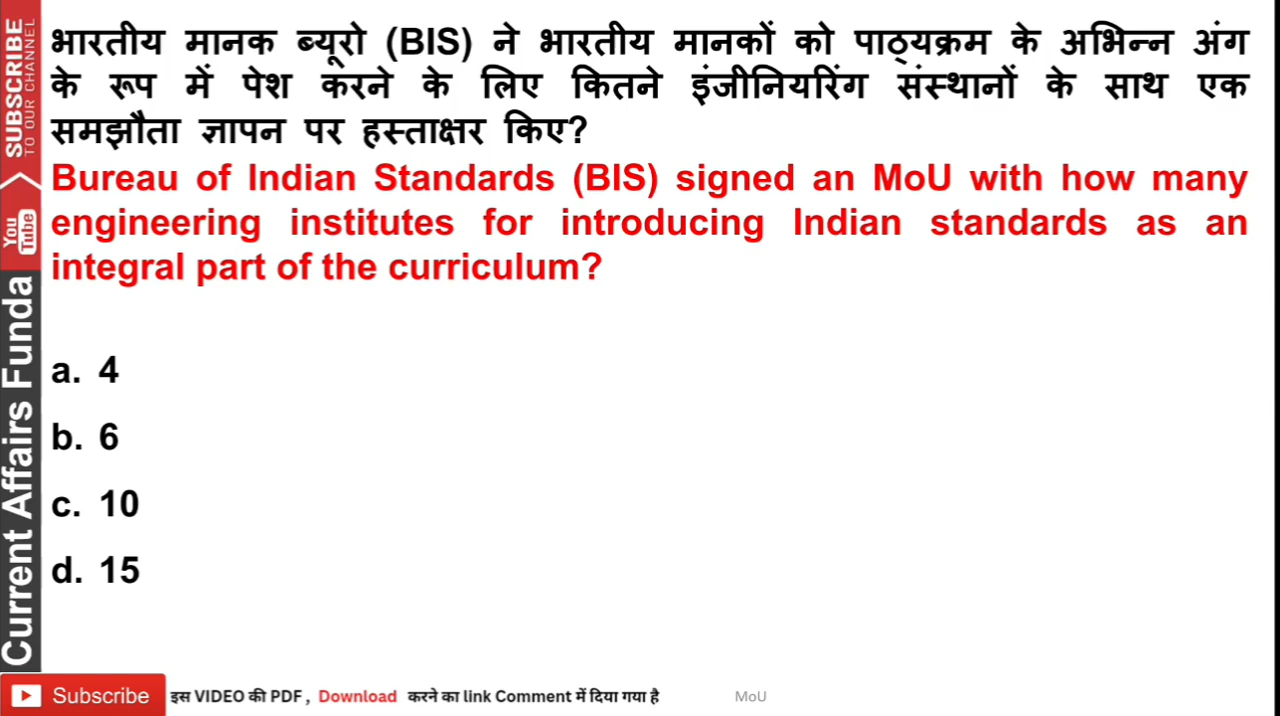 भारतीय मानक ब्यूरो (BIS) ने भारतीय मानकों को पाठ्यक्रम के अभिन्न अंग
के रूप में पेश करने के लिए कितने इंजीनियरिंग संस्थानों के साथ एक
समझौता ज्ञापन पर हस्ताक्षर किए?
Bureau of Indian Standards (BIS) signed an MoU with how many
engineering institutes for introducing Indian standards as an
integral part of the curriculum?
a. 4
b. 6
c. 10
d. 15
SUBSCRIBE
TO OUR CHANNEL
You
Tube
Current Affairs Funda
Subscribe इस VIDEO की PDF , Download करने का link Comment में दिया गया है MoU